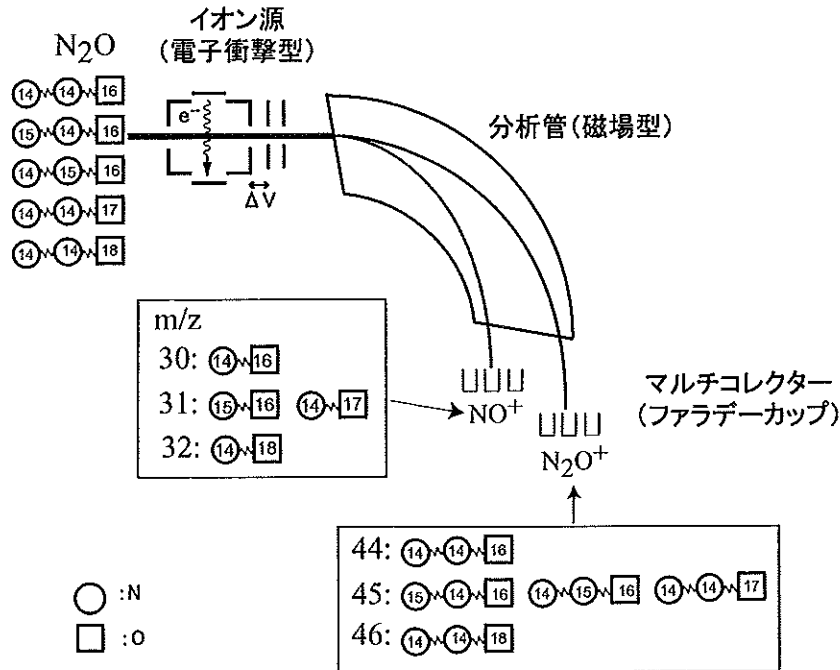 イオン源
(電子衝撃型)
N2O
14 14 16
15 14 16
14 15 16
14 14 17
14 14 18
e−
ΔV
分析管(磁場型)
m/z
30: 14 16
31: 15 16 14 17
32: 14 18
NO+
マルチコレクター
(ファラデーカップ)
N2O+
44: 14 14 16
45: 15 14 16 14 15 16 14 14 17
46: 14 14 18
:N
:O